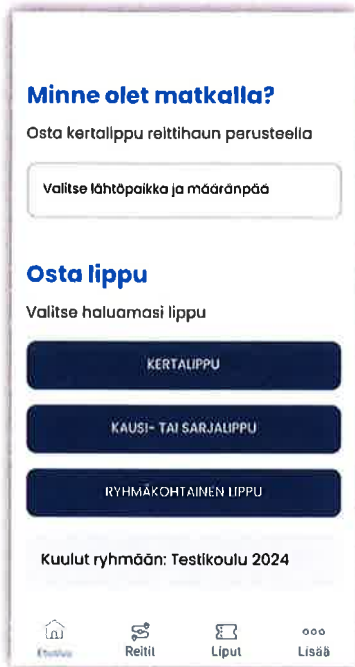 Minne olet matkalla?
Osta kertalippu reittihaun perusteella
Valitse lähtöpaikka ja määränpää
Osta lippu
Valitse haluamasi lippu
KERTALIPPU
KAUSI- TAI SARJALIPPU
RYHMÄKOHTAINEN LIPPU
Kuulut ryhmään: Testikoulu 2024
Etusivu Reitit Liput Lisää